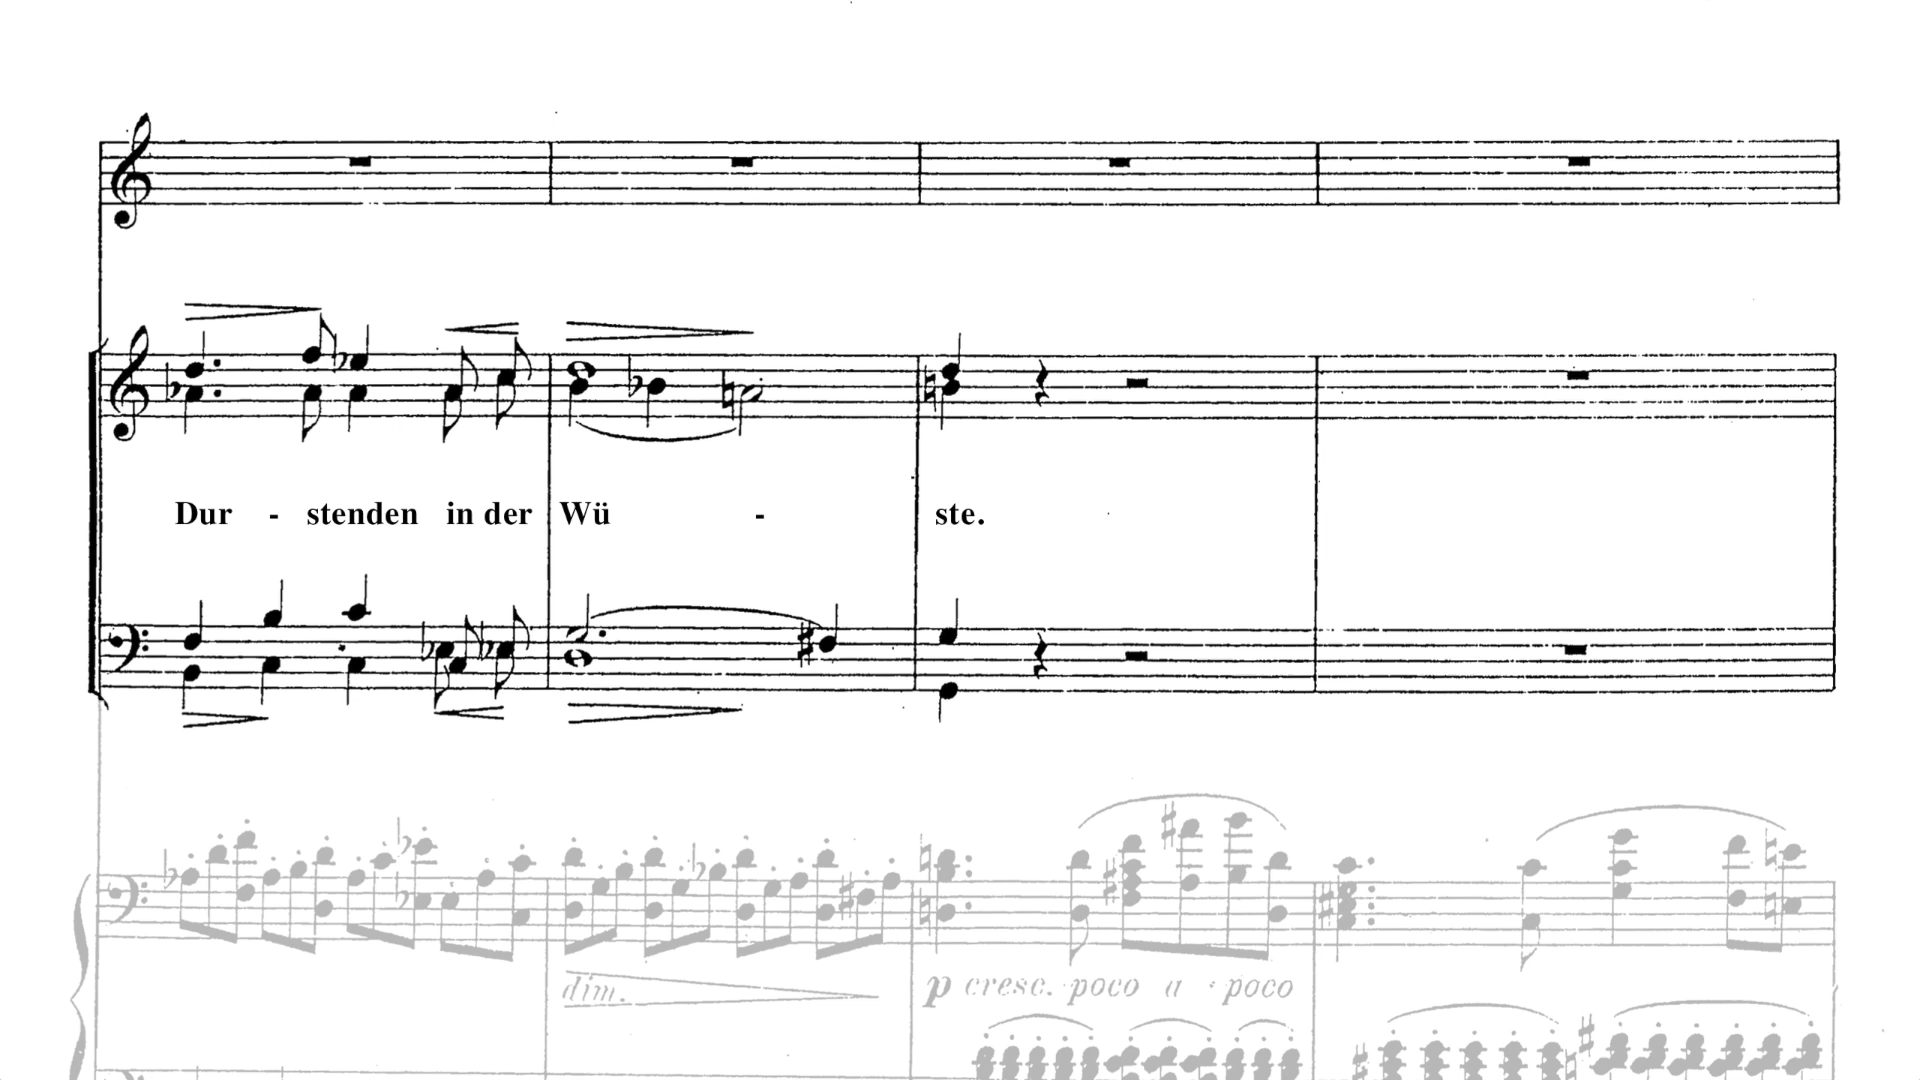 Dur - stenden in der Wü - ste.
dim.
p cresc. poco a poco